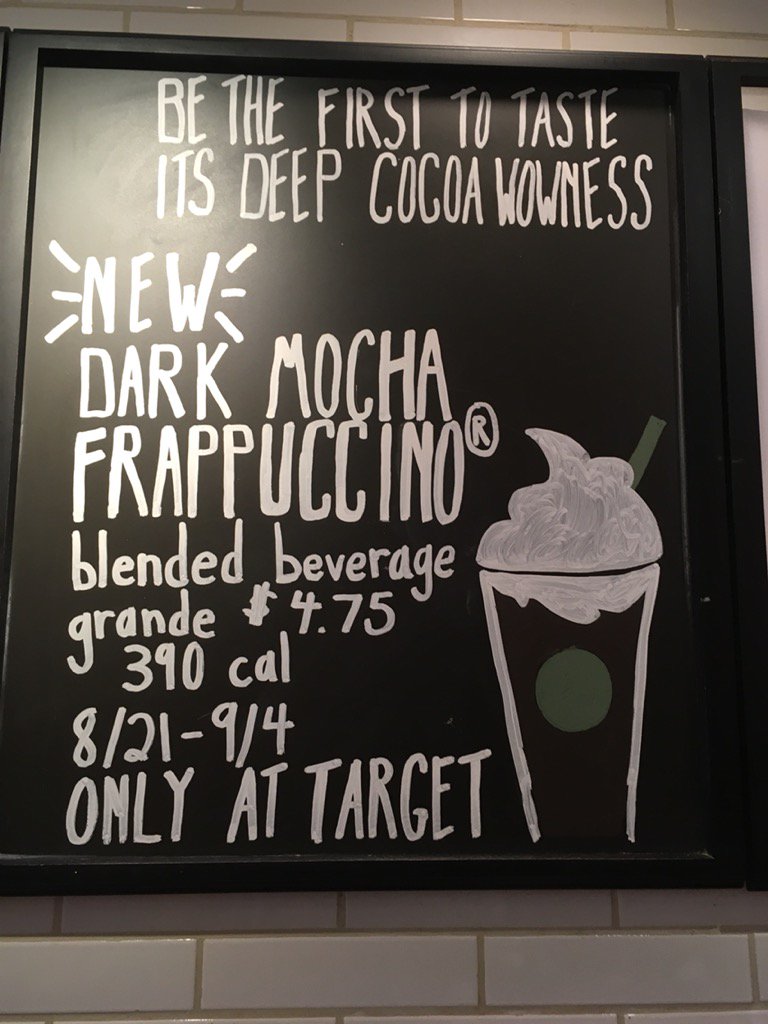 BE THE FIRST TO TASTE
ITS DEEP COCOA WOWNESS
NEW
DARK MOCHA
FRAPPUCCINO®
blended beverage
grande $4.75
390 cal
8/21-9/4
ONLY AT TARGET